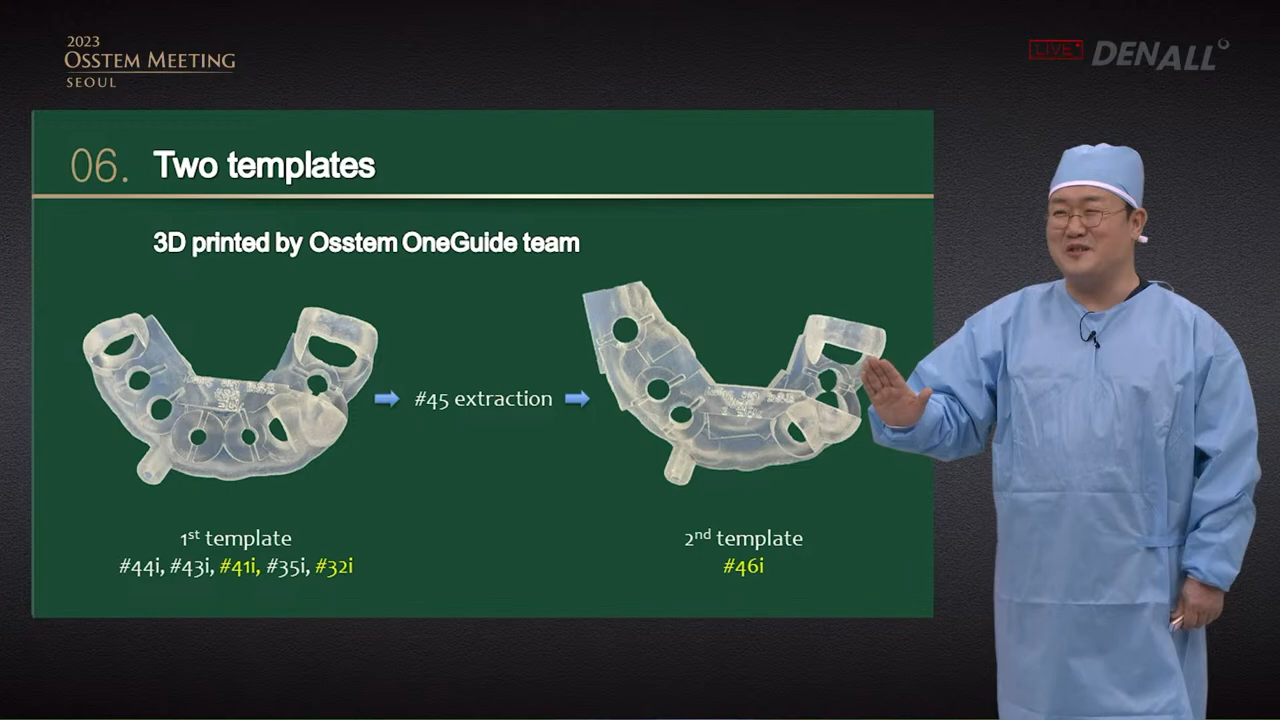 2023
OSSTEM MEETING
SEOUL
LIVE
DENALL
06. Two templates
3D printed by Osstem OneGuide team
#45 extraction
1st template
#44i, #43i, #41i, #35i, #32i
2nd template
#46i